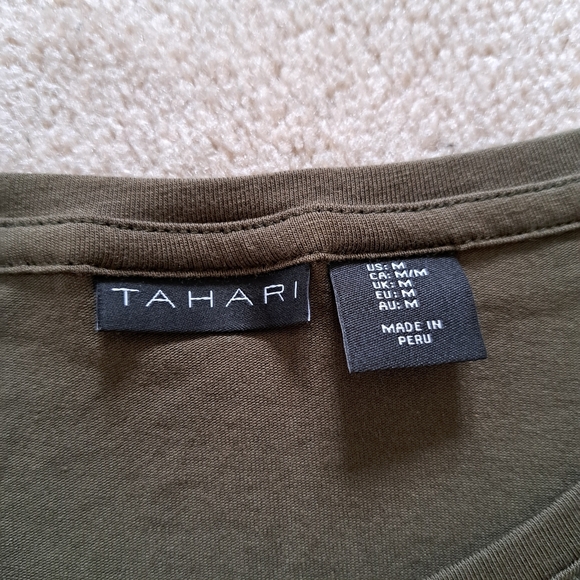 TAHARI
US: M
CA: M/M
UK: M
EU: M
AU: M
MADE IN
PERU